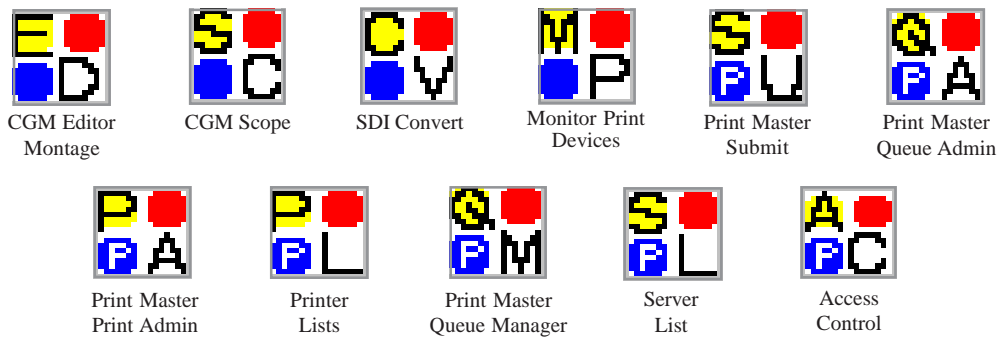 E
D
CGM Editor
Montage
S
C
CGM Scope
C
V
SDI Convert
M
P
Monitor Print
Devices
S
P U
Print Master
Submit
Q
P A
Print Master
Queue Admin
P
P A
Print Master
Print Admin
P
P L
Printer
Lists
Q
P M
Print Master
Queue Manager
S
P L
Server
List
A
P C
Access
Control